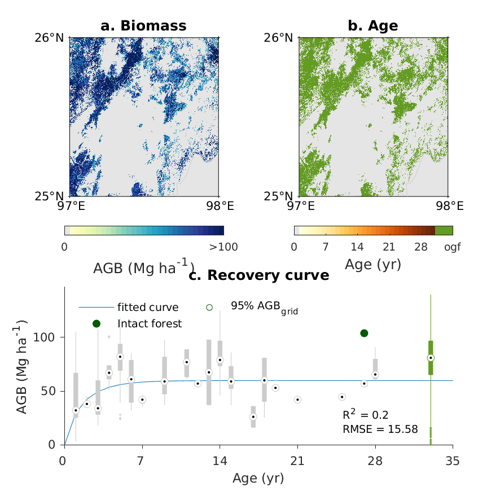 a. Biomass
b. Age
26°N
25°N
97°E 98°E
26°N
25°N
97°E 98°E
0 >100
AGB (Mg ha⁻¹)
0 7 14 21 28 ogf
Age (yr)
c. Recovery curve
fitted curve
95% AGB_grid
Intact forest
AGB (Mg ha⁻¹)
100
50
0
R² = 0.2
RMSE = 15.58
0 7 14 21 28 35
Age (yr)